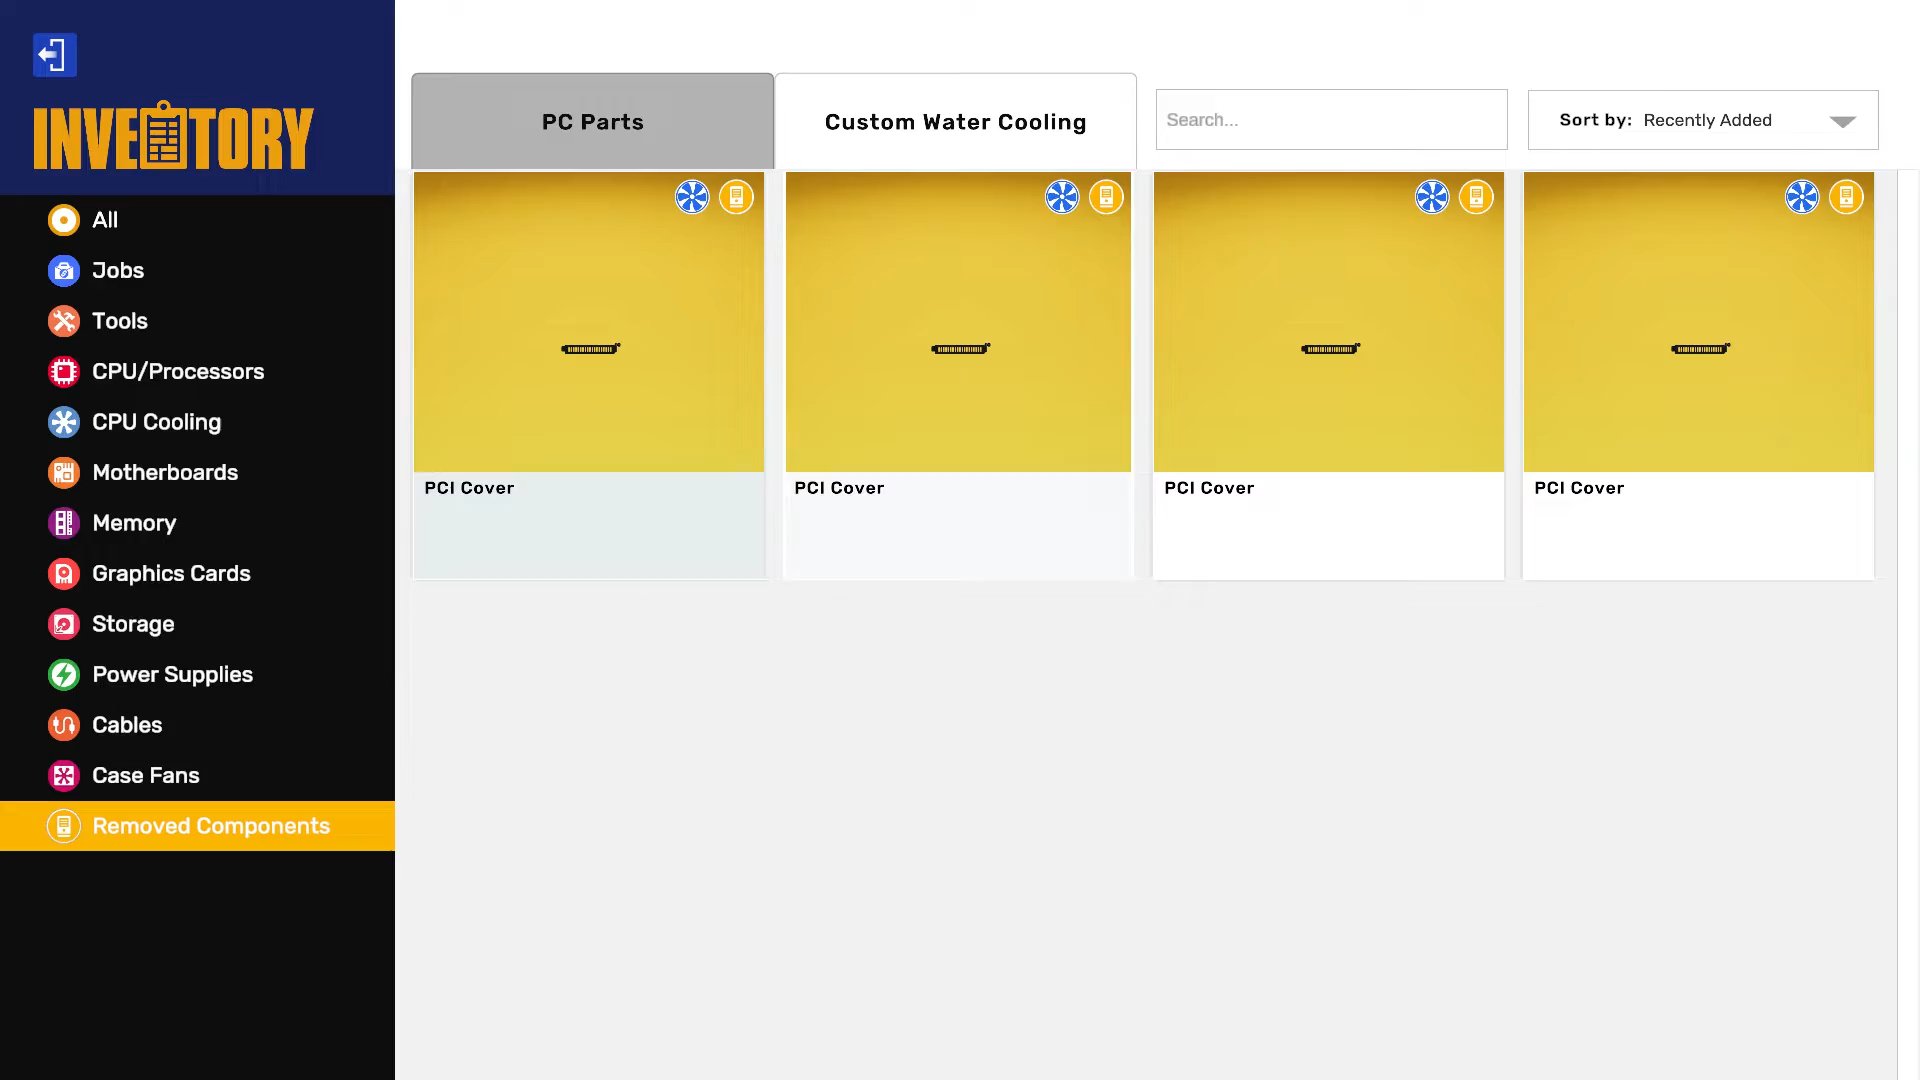 INVENTORY
PC Parts
Custom Water Cooling
Search...
Sort by: Recently Added
All
Jobs
Tools
CPU/Processors
CPU Cooling
Motherboards
Memory
Graphics Cards
Storage
Power Supplies
Cables
Case Fans
Removed Components
PCI Cover
PCI Cover
PCI Cover
PCI Cover